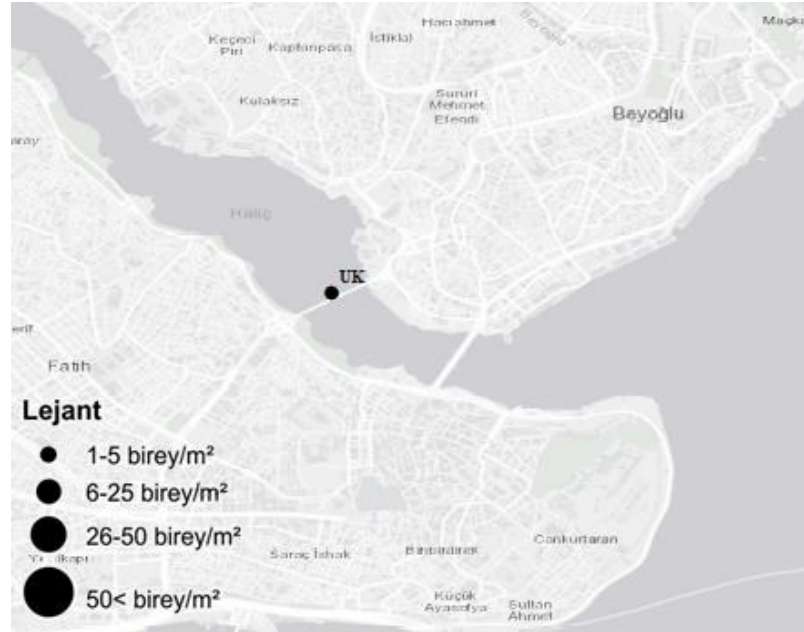 Hacıahmet
Maçka
Keçeci
Piri
Kaptanpaşa
İstiklal
Kulaksız
Sururi
Mehmet
Efendi
Beyoğlu
Haliç
UK
Fatih
Lejant
1-5 birey/m²
6-25 birey/m²
26-50 birey/m²
50< birey/m²
Saraç İshak
Binbirdirek
Cankurtaran
Küçük
Ayasofya
Sultan
Ahmet